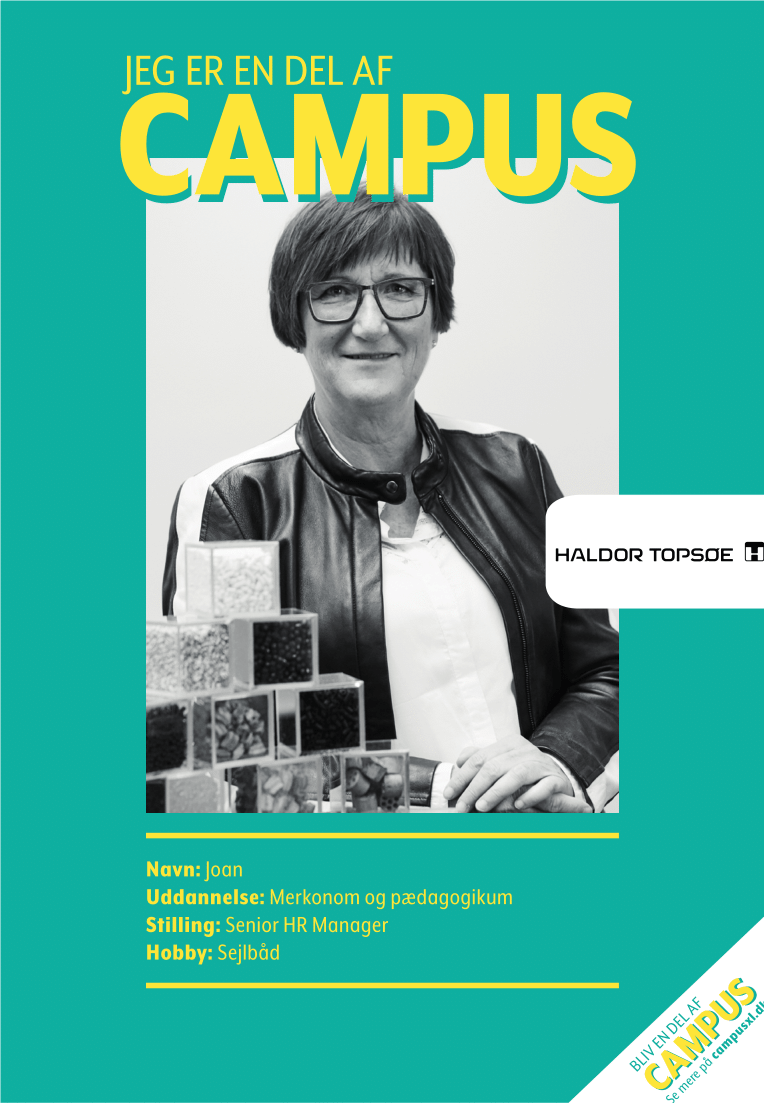 JEG ER EN DEL AF
CAMPUS
HALDOR TOPSØE
Navn: Joan
Uddannelse: Merkonom og pædagogikum
Stilling: Senior HR Manager
Hobby: Sejlbåd
BLIV EN DEL AF
CAMPUS
Se mere på campusxl.dk